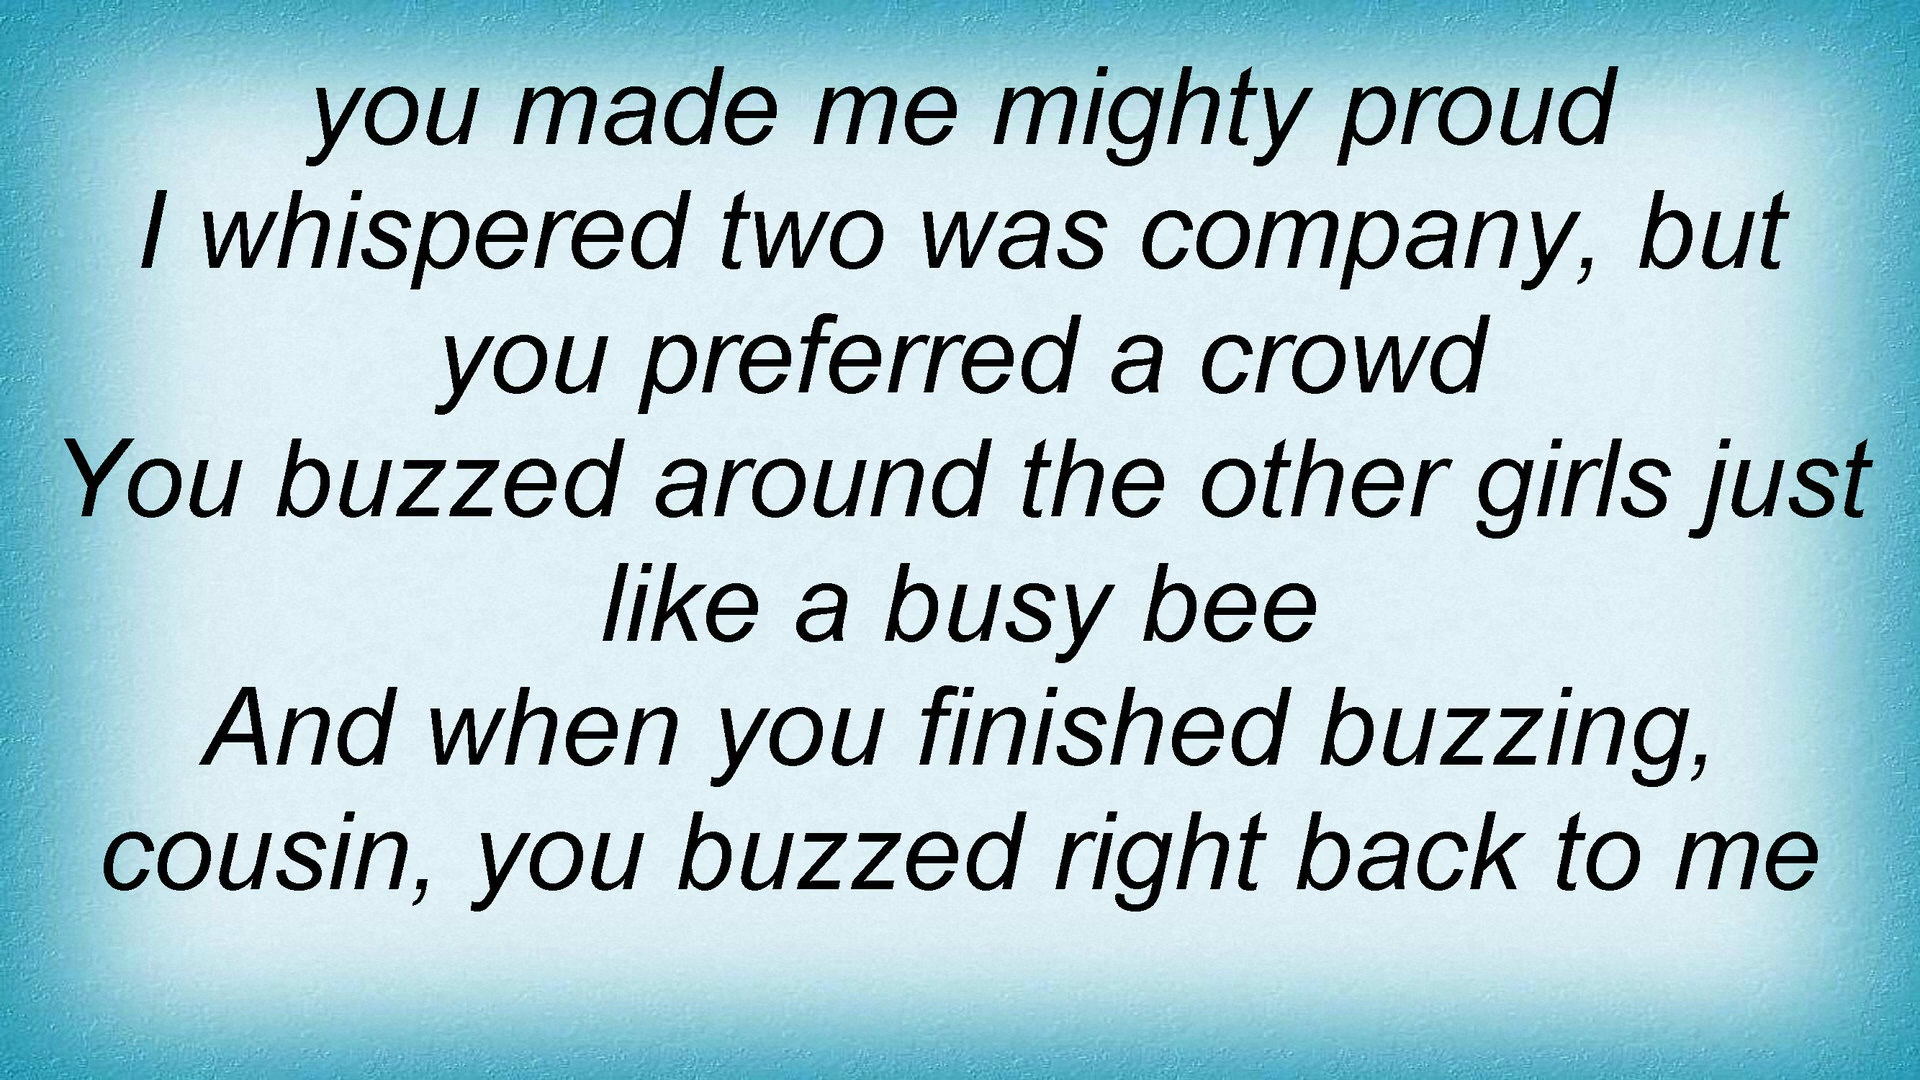 you made me mighty proud
I whispered two was company, but
you preferred a crowd
You buzzed around the other girls just
like a busy bee
And when you finished buzzing,
cousin, you buzzed right back to me